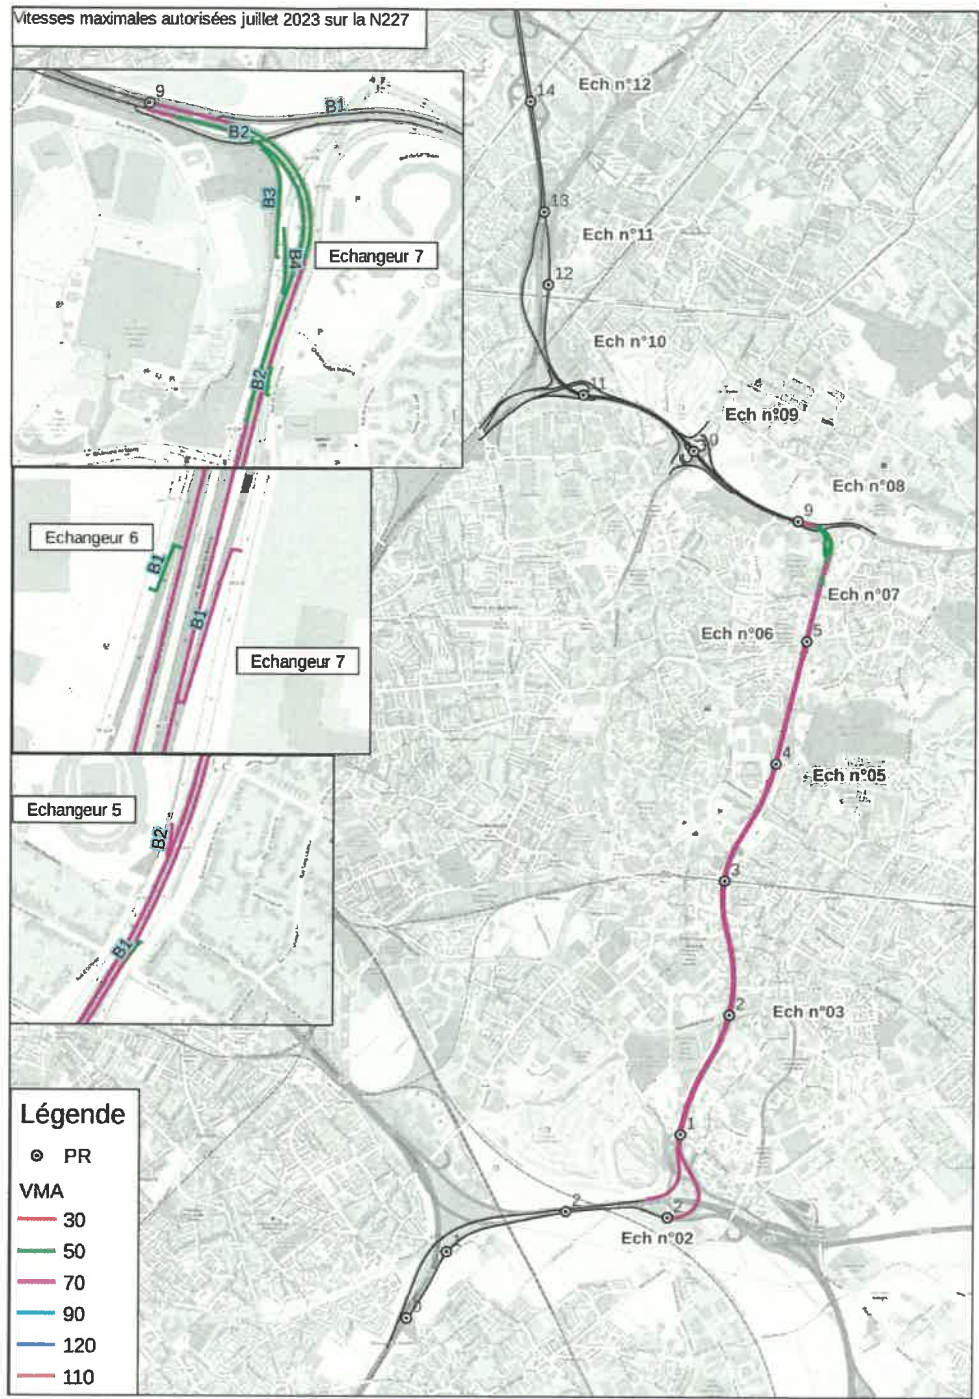 Vitesses maximales autorisées juillet 2023 sur la N227
9
B1
B2
B3
P
Echangeur 7
B4
P
B2
Echangeur 6
B1
B1
Echangeur 7
Echangeur 5
B2
B1
Ech n°12
14
13
Ech n°11
12
Ech n°10
11
Ech n°09
10
Ech n°08
9
Ech n°07
Ech n°06
5
4
Ech n°05
3
2
Ech n°03
1
2
2
Ech n°02
1
0
Légende
PR
VMA
30
50
70
90
120
110